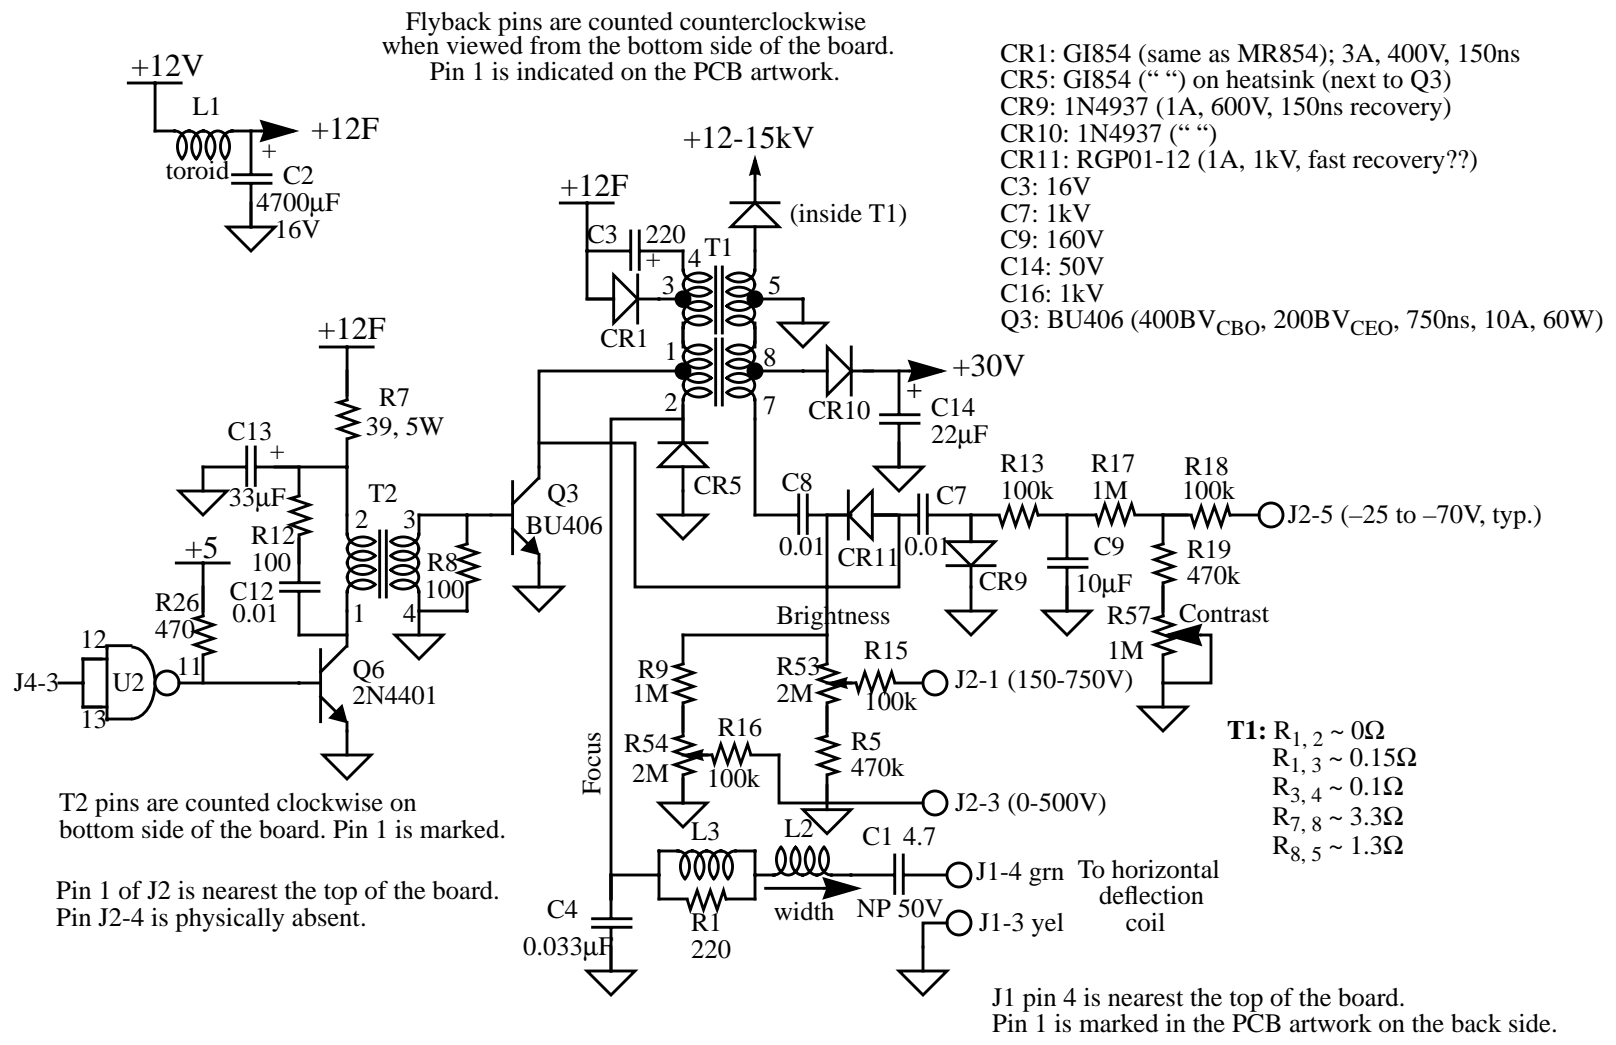 Flyback pins are counted counterclockwise
when viewed from the bottom side of the board.
Pin 1 is indicated on the PCB artwork.
CR1: GI854 (same as MR854); 3A, 400V, 150ns
CR5: GI854 (“ “) on heatsink (next to Q3)
CR9: 1N4937 (1A, 600V, 150ns recovery)
CR10: 1N4937 (“ “)
CR11: RGP01-12 (1A, 1kV, fast recovery??)
C3: 16V
C7: 1kV
C9: 160V
C14: 50V
C16: 1kV
Q3: BU406 (400BVCBO, 200BVCEO, 750ns, 10A, 60W)
+12V
L1
+12F
toroid
+
C2
4700µF
16V
+12-15kV
(inside T1)
+12F
C3
220
+
T1
4
3
5
CR1
1
8
2
7
+30V
CR10
+
C14
22µF
CR5
+12F
R7
39, 5W
C13
+
33µF
T2
2
3
R12
100
C12
0.01
1
4
R8
100
Q3
BU406
+5
R26
470
12
11
13
J4-3
U2
Q6
2N4401
C8
0.01
CR11
C7
0.01
CR9
R13
100k
C9
10µF
R17
1M
R18
100k
J2-5 (–25 to –70V, typ.)
R19
470k
R57
1M
Contrast
Brightness
R9
1M
R53
2M
R15
100k
J2-1 (150-750V)
R54
2M
R16
100k
R5
470k
J2-3 (0-500V)
Focus
T1: R1, 2 ~ 0Ω
R1, 3 ~ 0.15Ω
R3, 4 ~ 0.1Ω
R7, 8 ~ 3.3Ω
R8, 5 ~ 1.3Ω
T2 pins are counted clockwise on
bottom side of the board. Pin 1 is marked.
Pin 1 of J2 is nearest the top of the board.
Pin J2-4 is physically absent.
L3
R1
220
L2
width
C1 4.7
NP 50V
J1-4 grn
J1-3 yel
To horizontal
deflection
coil
C4
0.033µF
J1 pin 4 is nearest the top of the board.
Pin 1 is marked in the PCB artwork on the back side.